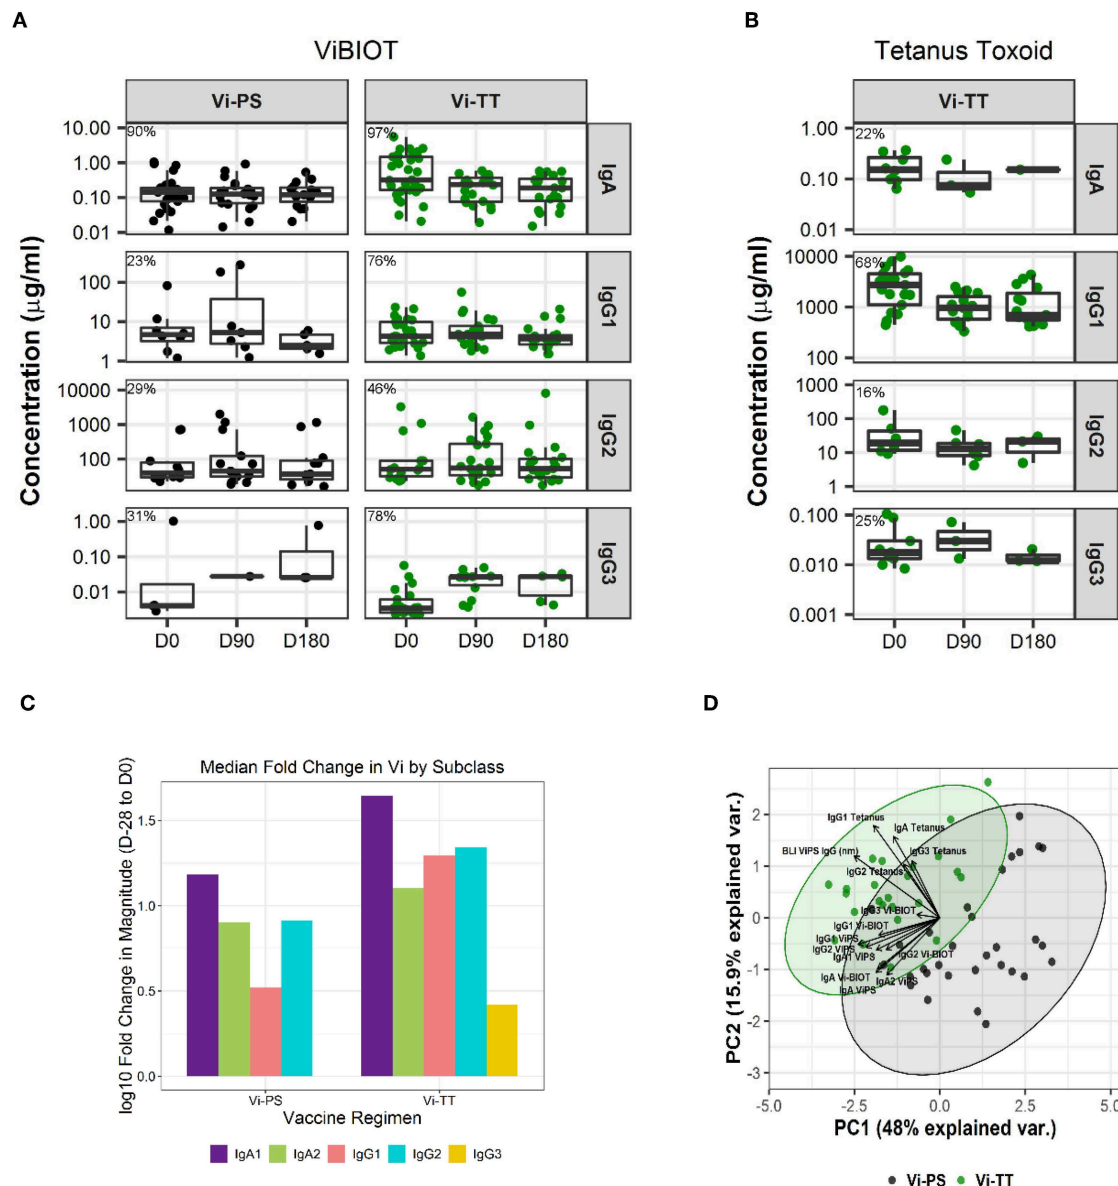 A
ViBIOT
Vi-PS
Vi-TT
Concentration (µg/ml)
10.00
1.00
0.10
0.01
90%
97%
IgA
100
10
1
23%
76%
IgG1
10000
1000
100
29%
46%
IgG2
1.00
0.10
0.01
31%
78%
IgG3
D0 D90 D180
D0 D90 D180
B
Tetanus Toxoid
Vi-TT
Concentration (µg/ml)
1.00
0.10
0.01
22%
IgA
10000
1000
100
68%
IgG1
1000
100
10
1
16%
IgG2
0.100
0.010
0.001
25%
IgG3
D0 D90 D180
C
Median Fold Change in Vi by Subclass
log10 Fold Change in Magnitude (D-28 to D0)
1.5
1.0
0.5
0.0
Vi-PS
Vi-TT
Vaccine Regimen
IgA1 IgA2 IgG1 IgG2 IgG3
D
PC2 (15.9% explained var.)
2
1
0
-1
-2
-3
IgG1 Tetanus
IgA Tetanus
BLI ViPS IgG (nm)
IgG3 Tetanus
IgG2 Tetanus
IgG3 Vi-BIOT
IgG1 Vi-BIOT
IgG1 ViPS
IgG2 ViPS
IgA1 ViPS
IgG2 Vi-BIOT
IgA Vi-BIOT
IgA2 ViPS
IgA ViPS
-5.0 -2.5 0.0 2.5 5.
PC1 (48% explained var.)
Vi-PS Vi-TT